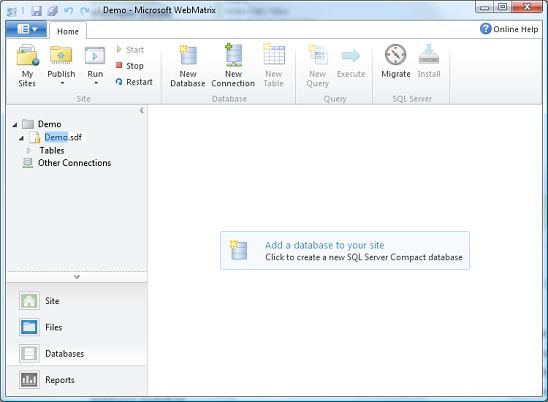 Demo - Microsoft WebMatrix
Home
Online Help
My Sites
Publish
Run
Start
Stop
Restart
Site
New Database
New Connection
New Table
Database
New Query
Execute
Query
Migrate
Install
SQL Server
Demo
Demo.sdf
Tables
Other Connections
Add a database to your site
Click to create a new SQL Server Compact database
Site
Files
Databases
Reports